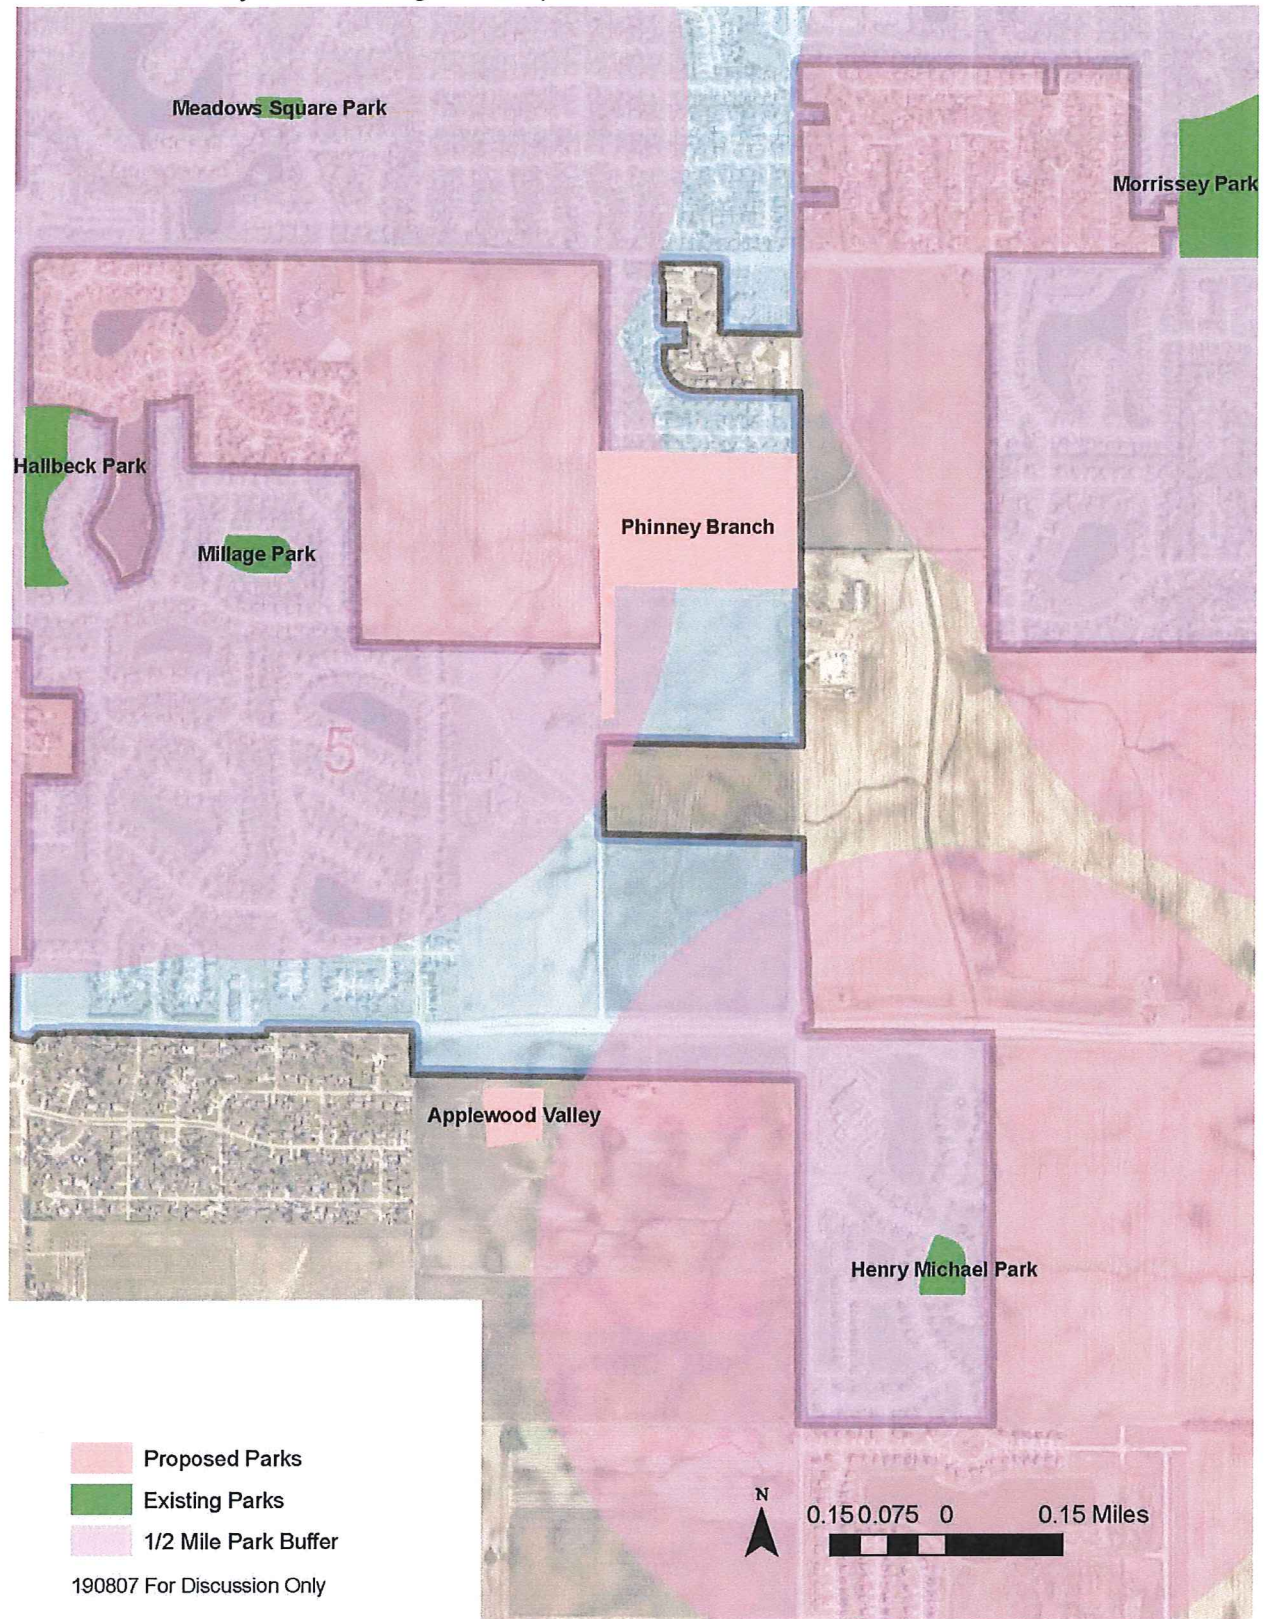 Meadows Square Park
Morrissey Park
Hallbeck Park
Phinney Branch
Millage Park
5
Applewood Valley
Henry Michael Park
Proposed Parks
Existing Parks
1/2 Mile Park Buffer
190807 For Discussion Only
N
0.15 0.075 0 0.15 Miles